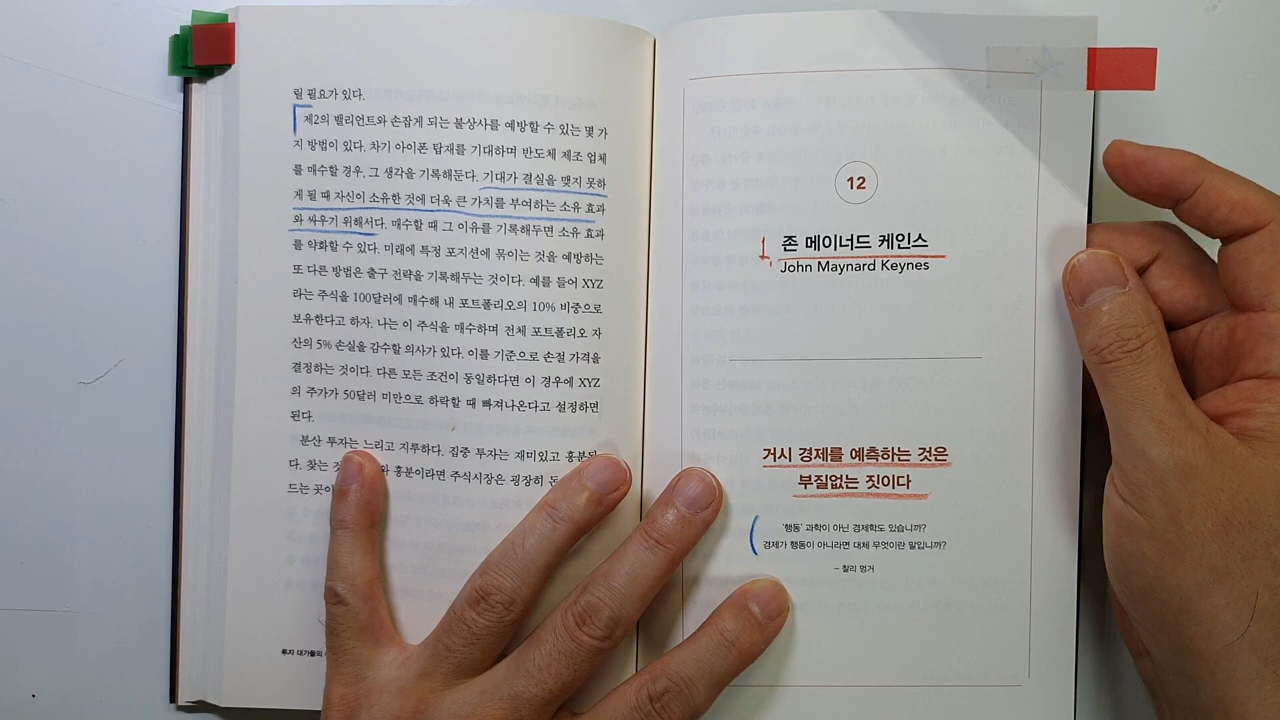 릴 필요가 있다.
제2의 밸리언트와 손잡게 되는 불상사를 예방할 수 있는 몇 가
지 방법이 있다. 차기 아이폰 탑재를 기대하며 반도체 제조 업체
를 매수할 경우, 그 생각을 기록해둔다. 기대가 결실을 맺지 못하
게 될 때 자신이 소유한 것에 더욱 큰 가치를 부여하는 소유 효과
와 싸우기 위해서다. 매수할 때 그 이유를 기록해두면 소유 효과
를 약화할 수 있다. 미래에 특정 포지션에 묶이는 것을 예방하는
또 다른 방법은 출구 전략을 기록해두는 것이다. 예를 들어 XYZ
라는 주식을 100달러에 매수해 내 포트폴리오의 10% 비중으로
보유한다고 하자. 나는 이 주식을 매수하며 전체 포트폴리오 자
산의 5% 손실을 감수할 의사가 있다. 이를 기준으로 손절 가격을
결정하는 것이다. 다른 모든 조건이 동일하다면 이 경우에 XYZ
의 주가가 50달러 미만으로 하락할 때 빠져나온다고 설정하면
된다.
분산 투자는 느리고 지루하다. 집중 투자는 재미있고 흥분
다. 찾는 흥분이라면 주식시장은 굉장히
드는
투자 대가들의
12
존 메이너드 케인스
John Maynard Keynes
거시 경제를 예측하는 것은
부질없는 짓이다
'행동' 과학이 아닌 경제학도 있습니까?
경제가 행동이 아니라면 대체 무엇이란 말입니까?
– 찰리 멍거